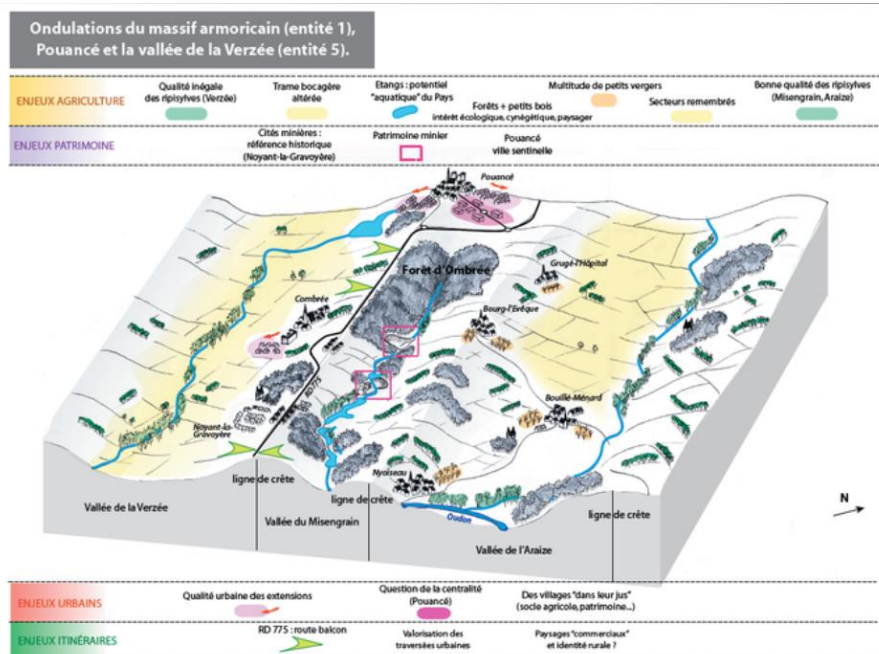 Ondulations du massif armoricain (entité 1),
Pouancé et la vallée de la Verzée (entité 5).
ENJEUX AGRICULTURE
Qualité inégale
des ripisylves (Verzée)
Trame bocagère
altérée
Etangs : potentiel
"aquatique" du Pays
Forêts + petits bois
intérêt écologique, cynégétique, paysager
Multitude de petits vergers
Secteurs remembrés
Bonne qualité des ripisylves
(Misengrain, Araize)
ENJEUX PATRIMOINE
Cités minières :
référence historique
(Noyant-la-Gravoyère)
Patrimoine minier
Pouancé
ville sentinelle
Pouancé
Forêt d'Ombrée
Grugé-l'Hôpital
Combrée
Bourg-l'Evêque
RD 775
Bouillé-Ménard
Noyant-la-
Gravoyère
Nyoiseau
ligne de crête
ligne de crête
Oudon
ligne de crête
N
Vallée de la Verzée
Vallée du Misengrain
Vallée de l'Araize
ENJEUX URBAINS
Qualité urbaine des extensions
Question de la centralité
(Pouancé)
Des villages "dans leur jus"
(socle agricole, patrimoine...)
ENJEUX ITINÉRAIRES
RD 775 : route balcon
Valorisation des
traversées urbaines
Paysages "commerciaux"
et identité rurale ?